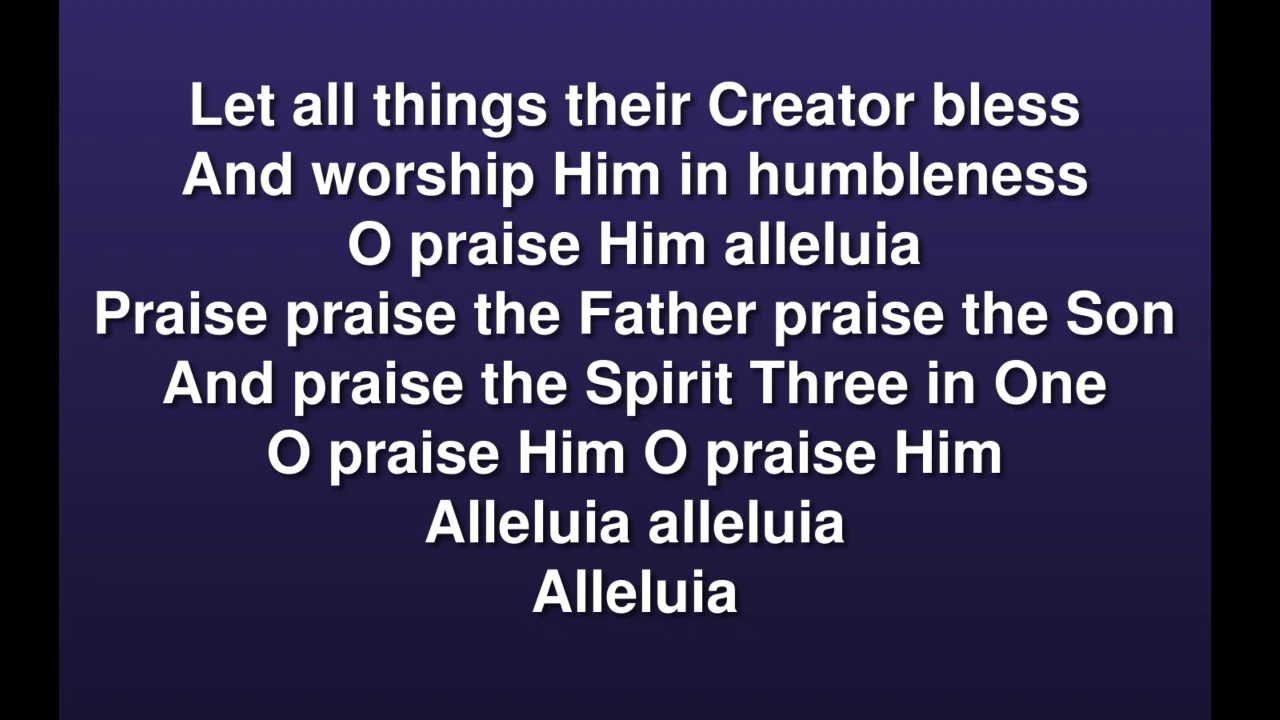 Let all things their Creator bless
And worship Him in humbleness
O praise Him alleluia
Praise praise the Father praise the Son
And praise the Spirit Three in One
O praise Him O praise Him
Alleluia alleluia
Alleluia